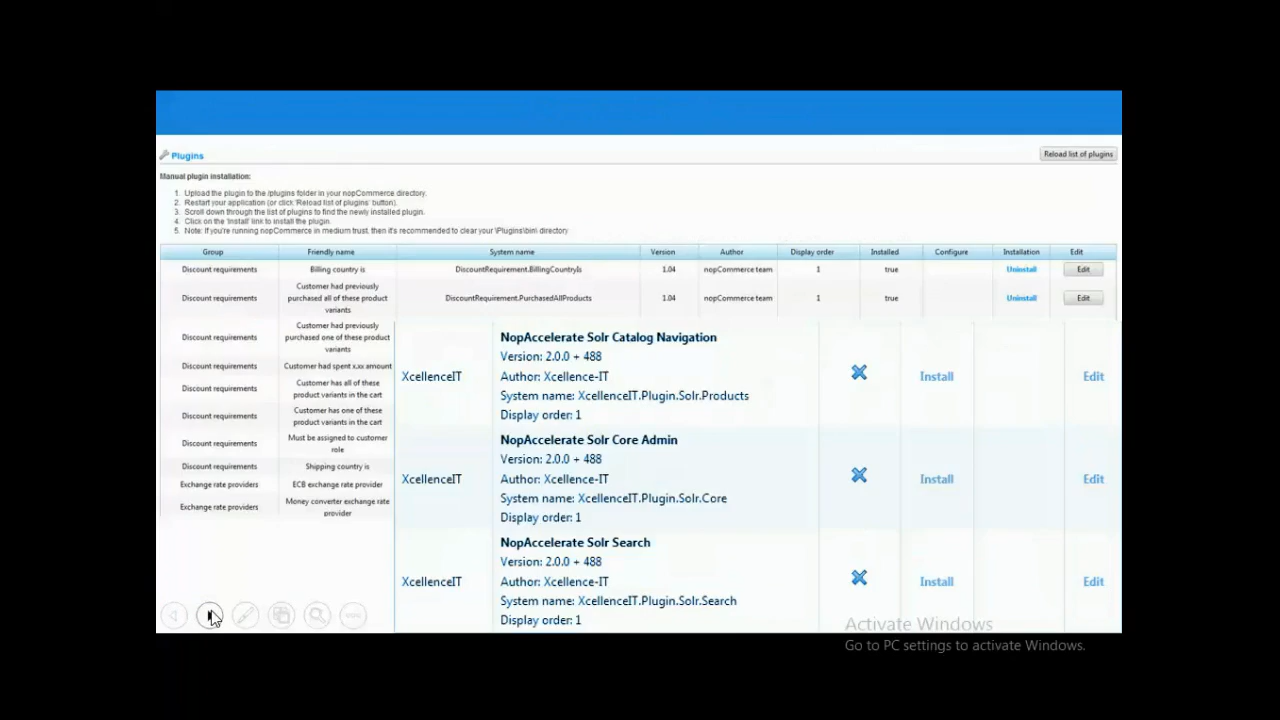 Plugins
Reload list of plugins
Manual plugin installation:
1. Upload the plugin to the /plugins folder in your nopCommerce directory.
2. Restart your application (or click 'Reload list of plugins' button).
3. Scroll down through the list of plugins to find the newly installed plugin.
4. Click on the 'Install' link to install the plugin.
5. Note: if you're running nopCommerce in medium trust, then it's recommended to clear your \Plugins\bin\ directory
Group Friendly name System name Version Author Display order Installed Configure Installation Edit
Discount requirements Billing country is DiscountRequirement.BillingCountryIs 1.04 nopCommerce team 1 true Uninstall Edit
Customer had previously
Discount requirements purchased all of these product DiscountRequirement.PurchasedAllProducts 1.04 nopCommerce team 1 true Uninstall Edit
variants
Customer had previously
Discount requirements purchased one of these product
variants
Discount requirements Customer had spent x.xx amount
Discount requirements Customer has all of these
product variants in the cart
Discount requirements Customer has one of these
product variants in the cart
Discount requirements Must be assigned to customer
role
Discount requirements Shipping country is
Exchange rate providers ECB exchange rate provider
Exchange rate providers Money converter exchange rate
provider
NopAccelerate Solr Catalog Navigation
Version: 2.0.0 + 488
XcellenceIT Author: Xcellence-IT Install Edit
System name: XcellenceIT.Plugin.Solr.Products
Display order: 1
NopAccelerate Solr Core Admin
Version: 2.0.0 + 488
XcellenceIT Author: Xcellence-IT Install Edit
System name: XcellenceIT.Plugin.Solr.Core
Display order: 1
NopAccelerate Solr Search
Version: 2.0.0 + 488
XcellenceIT Author: Xcellence-IT Install Edit
System name: XcellenceIT.Plugin.Solr.Search
Display order: 1
Activate Windows
Go to PC settings to activate Windows.